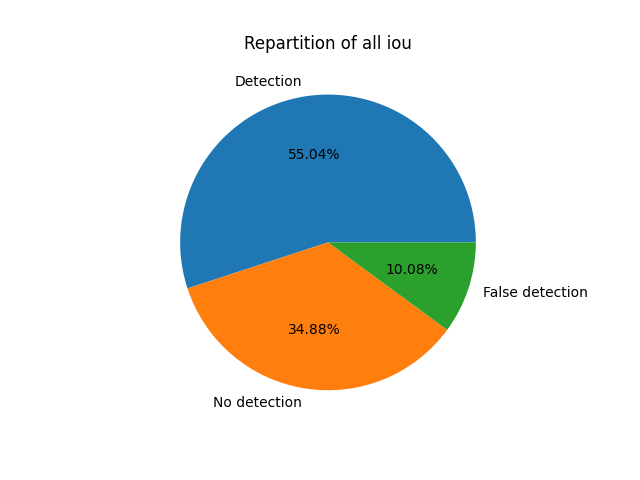 Repartition of all iou
Detection
55.04%
10.08%
False detection
34.88%
No detection